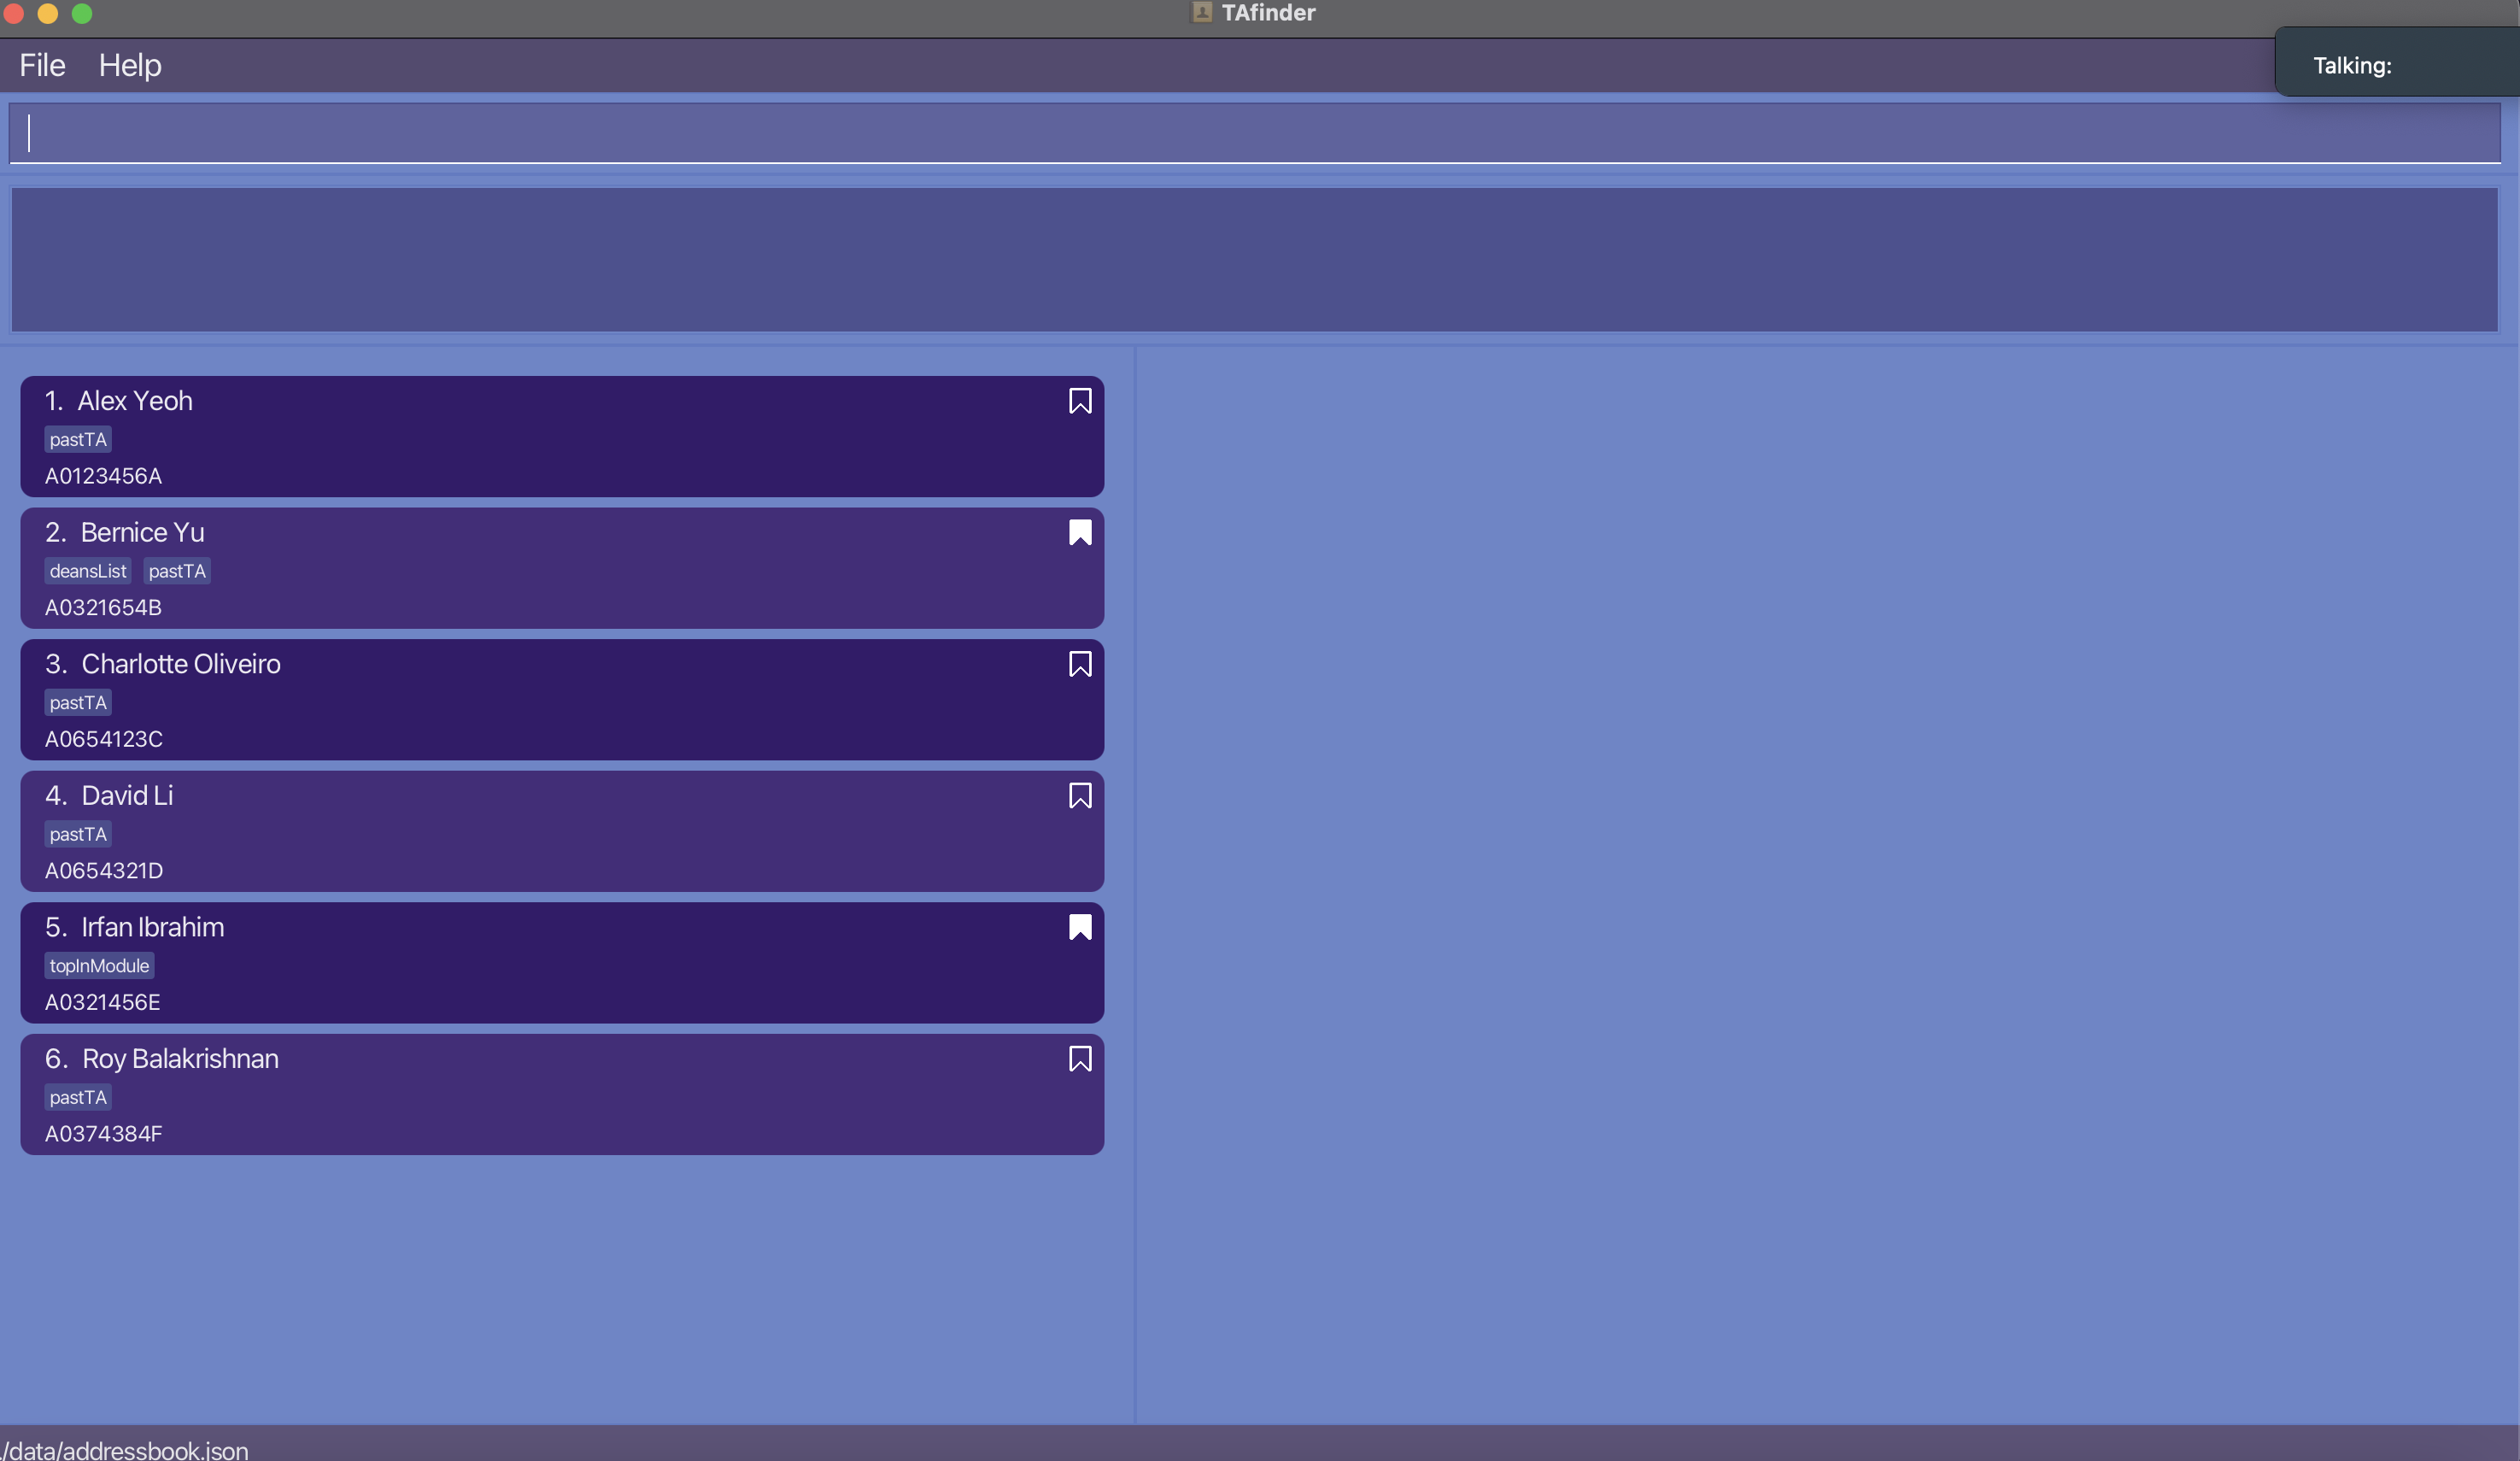 TAfinder
File Help
Talking:
1. Alex Yeoh
pastTA
A0123456A
2. Bernice Yu
deansList pastTA
A0321654B
3. Charlotte Oliveiro
pastTA
A0654123C
4. David Li
pastTA
A0654321D
5. Irfan Ibrahim
topInModule
A0321456E
6. Roy Balakrishnan
pastTA
A0374384F
./data/addressbook.json